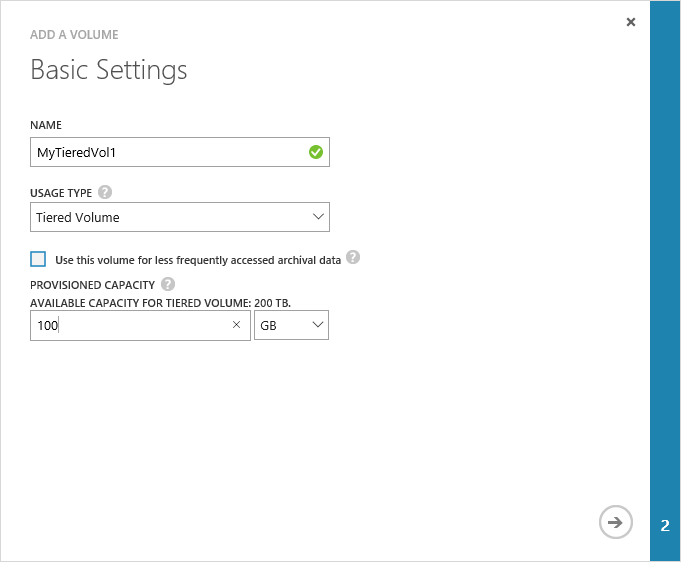 ADD A VOLUME
Basic Settings
NAME
MyTieredVol1
USAGE TYPE ?
Tiered Volume
Use this volume for less frequently accessed archival data ?
PROVISIONED CAPACITY ?
AVAILABLE CAPACITY FOR TIERED VOLUME: 200 TB.
100 GB
2